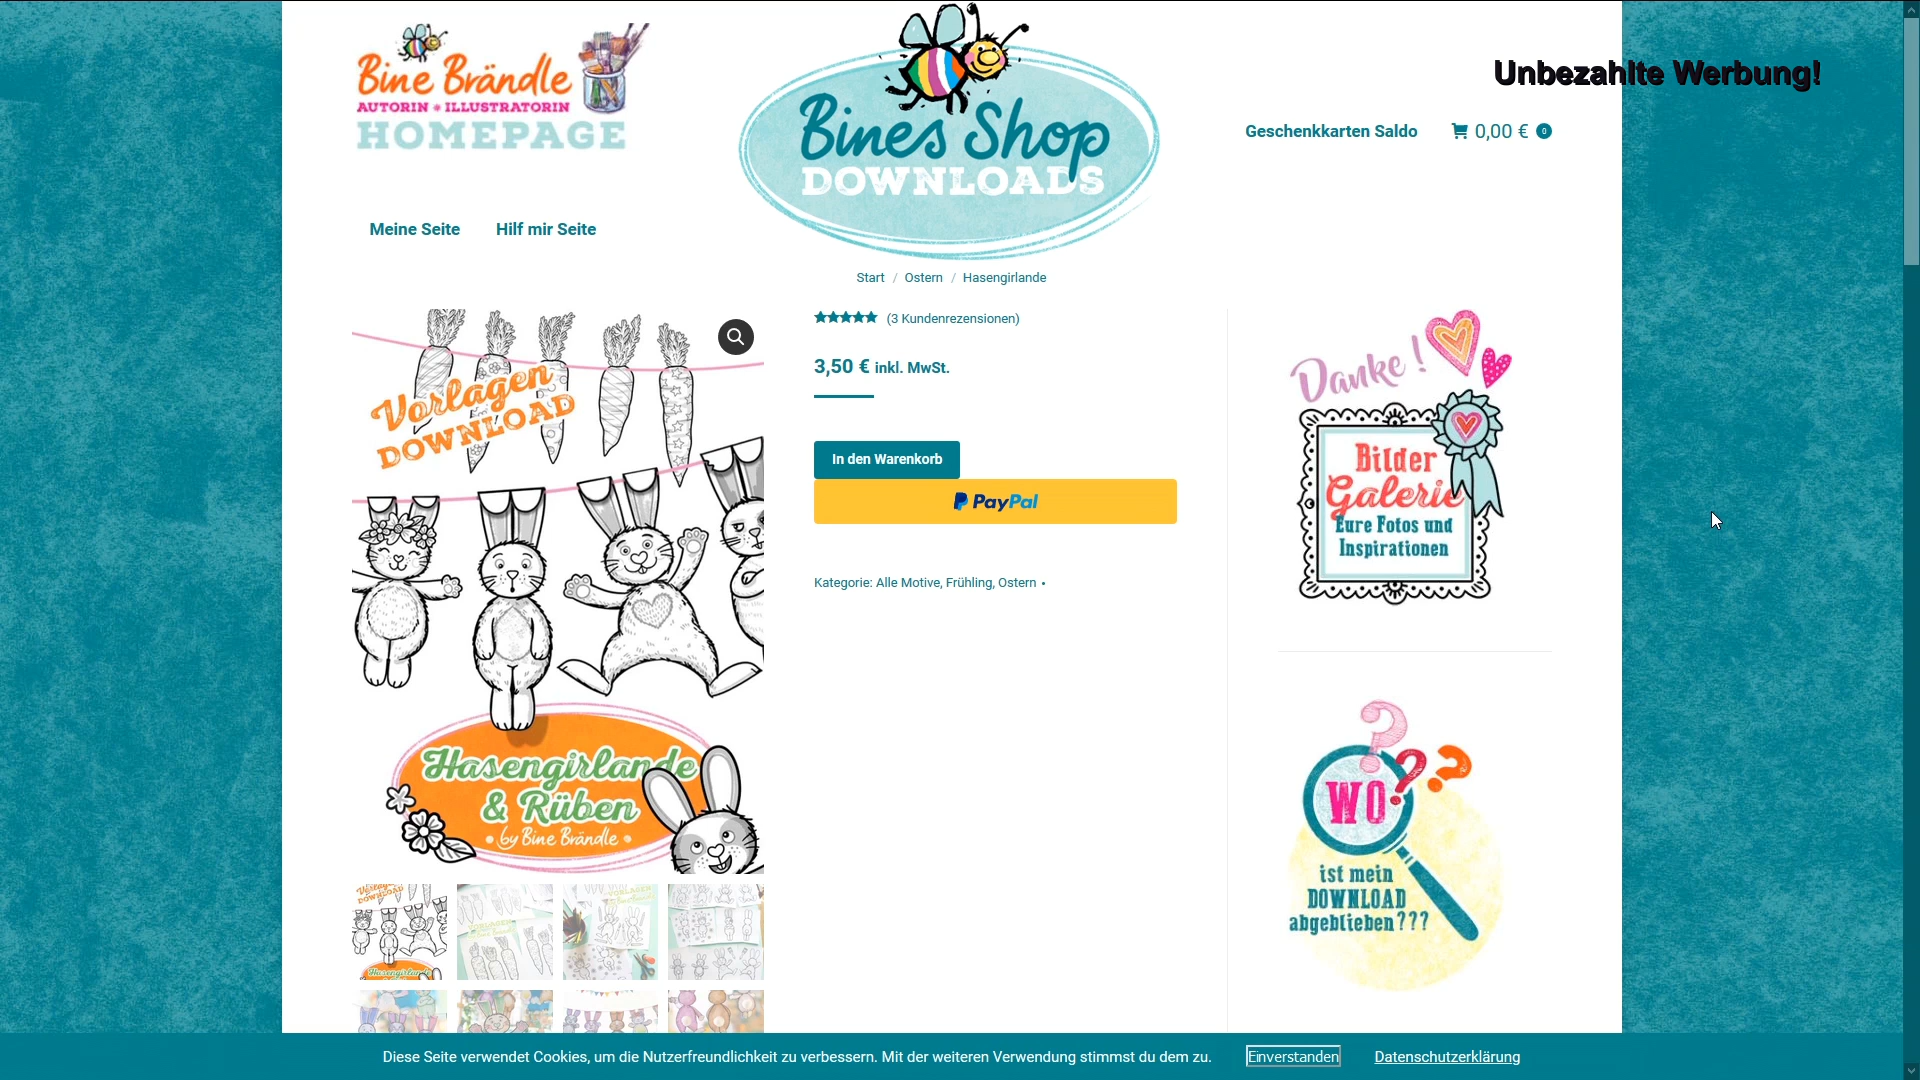 Bine Brändle
AUTORIN * ILLUSTRATORIN
HOMEPAGE
Bines Shop
DOWNLOADS
Unbezahlte Werbung!
Geschenkkarten Saldo
0,00 €
0
Meine Seite
Hilf mir Seite
Start / Ostern / Hasengirlande
Vorlagen
DOWNLOAD
Hasengirlande
& Rüben
• by Bine Brändle •
(3 Kundenrezensionen)
3,50 € inkl. MwSt.
In den Warenkorb
PayPal
Kategorie: Alle Motive, Frühling, Ostern •
Danke !
Bilder
Galerie
Eure Fotos und
Inspirationen
???
WO
ist mein
DOWNLOAD
abgeblieben???
Diese Seite verwendet Cookies, um die Nutzerfreundlichkeit zu verbessern. Mit der weiteren Verwendung stimmst du dem zu.
Einverstanden
Datenschutzerklärung